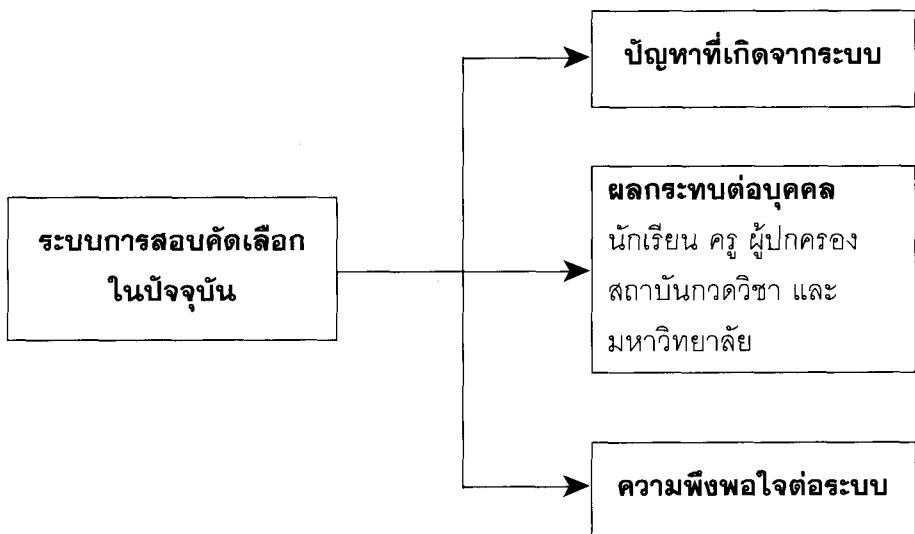 ปัญหาที่เกิดจากระบบ
ระบบการสอบคัดเลือก
ในปัจจุบัน
ผลกระทบต่อบุคคล
นักเรียน ครู ผู้ปกครอง
สถาบันกวดวิชา และ
มหาวิทยาลัย
ความพึงพอใจต่อระบบ